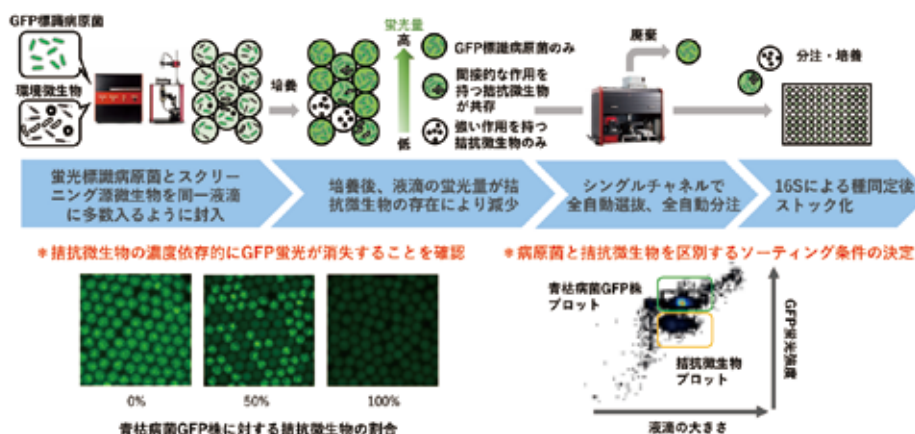 GFP標識病原菌
環境微生物
培養
蛍光量
高
低
GFP標識病原菌のみ
間接的な作用を
持つ拮抗微生物
が共存
強い作用を持つ
拮抗微生物のみ
廃棄
分注・培養
蛍光標識病原菌とスクリー
ニング源微生物を同一液滴
に多数入るように封入
培養後、液滴の蛍光量が拮
抗微生物の存在により減少
シングルチャネルで
全自動選抜、全自動分注
16Sによる種同定後
ストック化
＊拮抗微生物の濃度依存的にGFP蛍光が消失することを確認
＊病原菌と拮抗微生物を区別するソーティング条件の決定
0%
50%
100%
青枯病菌GFP株に対する拮抗微生物の割合
青枯病菌GFP株
プロット
拮抗微生物
プロット
GFP蛍光強度
液滴の大きさ